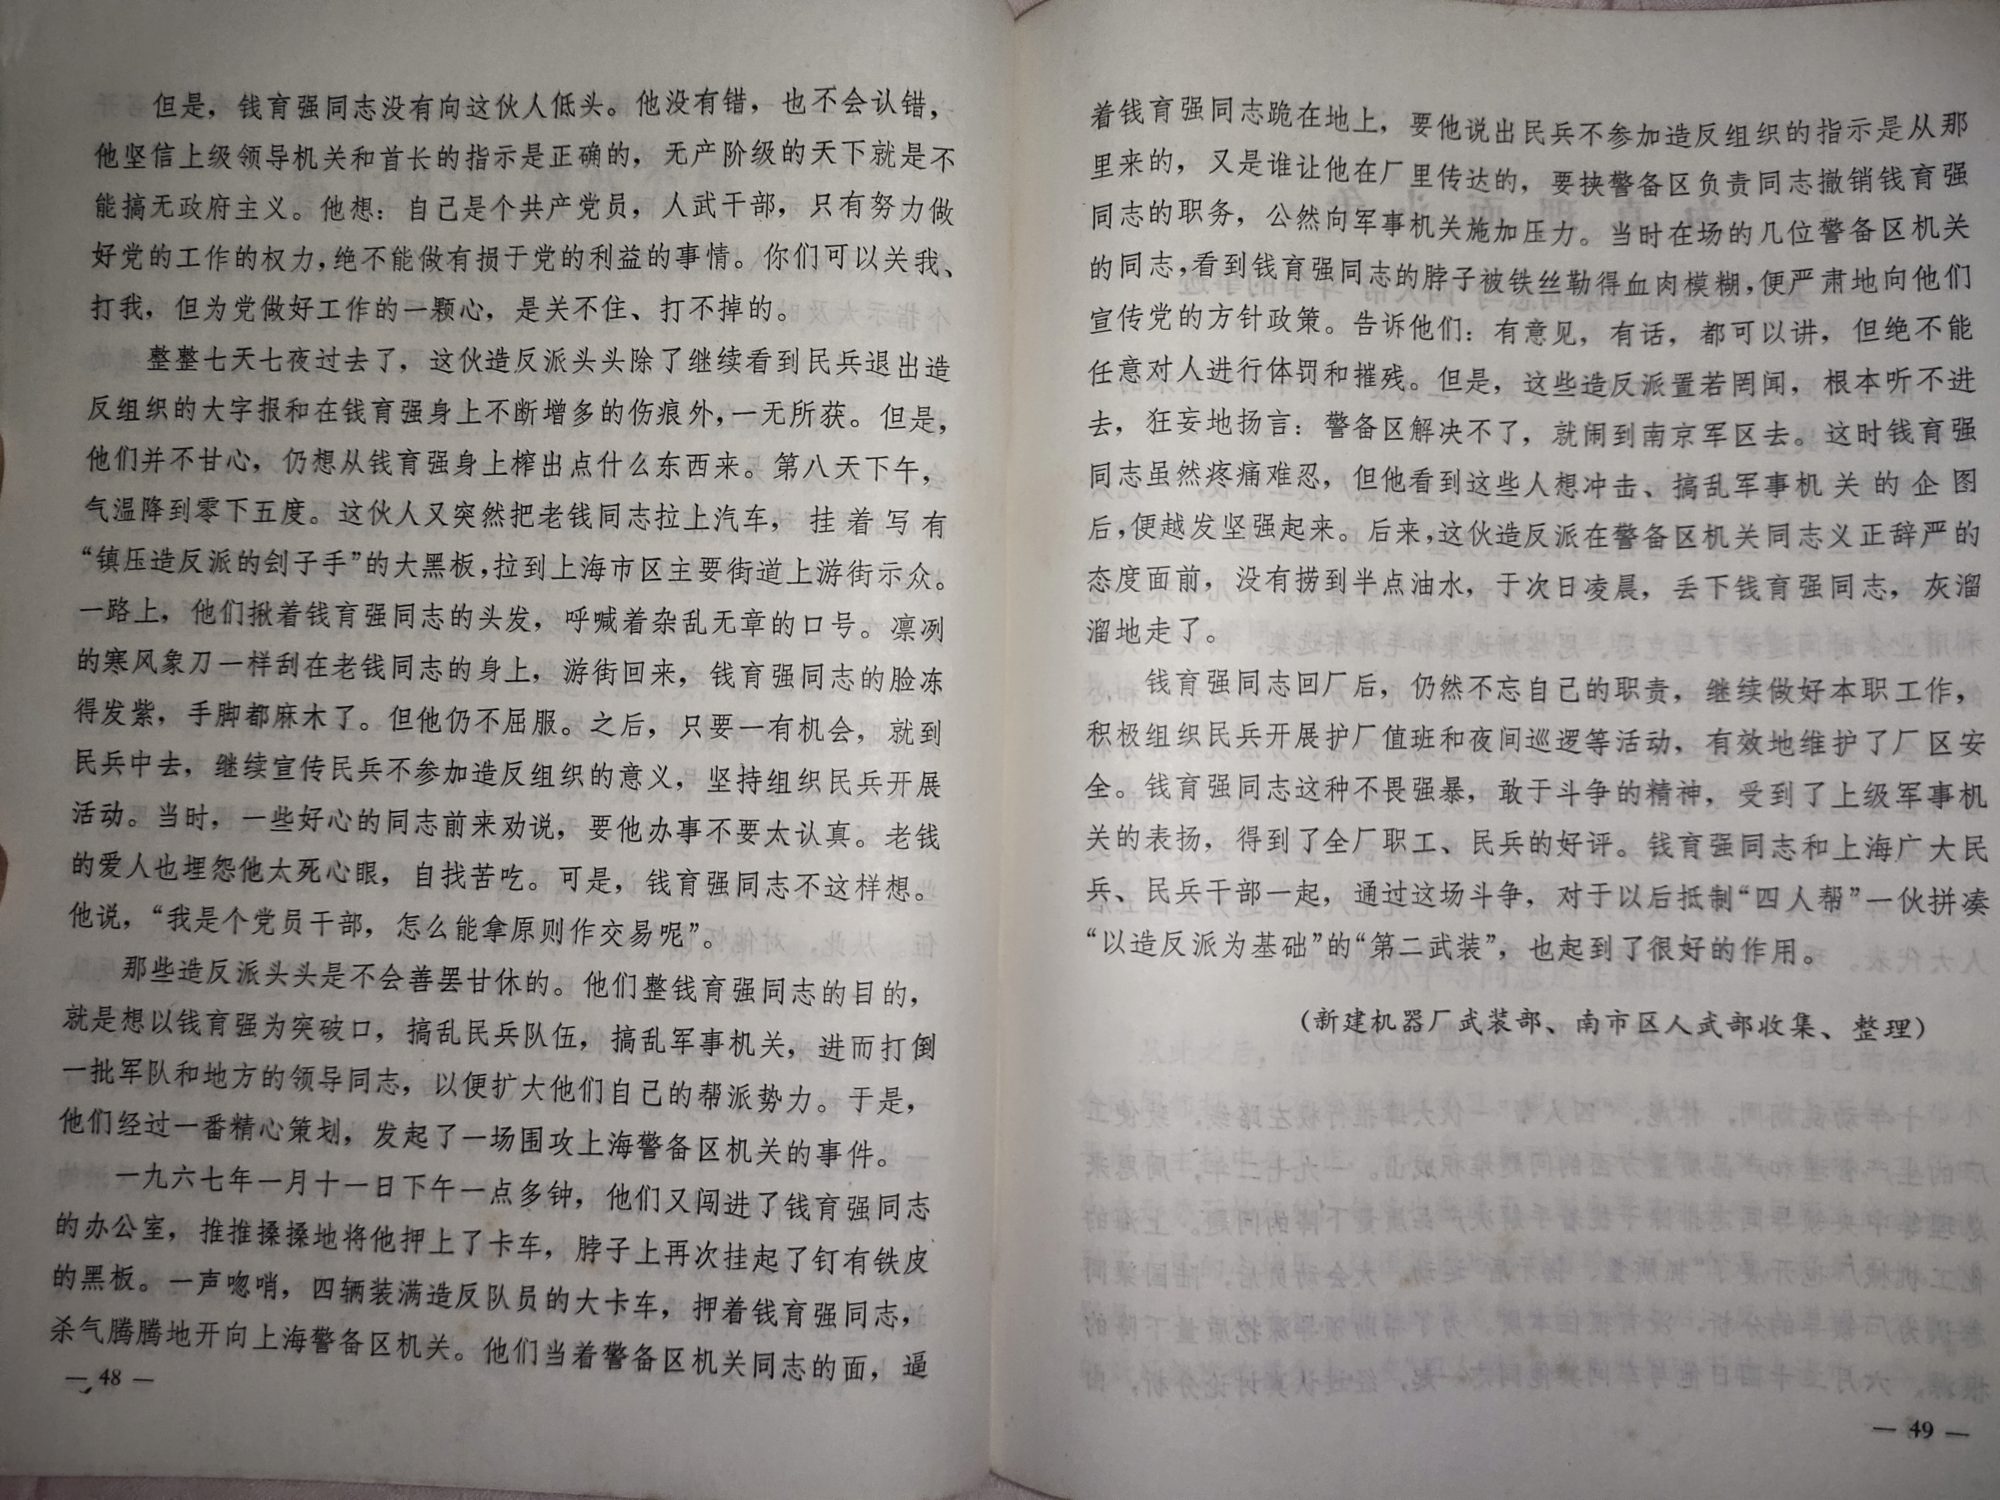 但是，钱育强同志没有向这伙人低头。他没有错，也不会认错，
他坚信上级领导机关和首长的指示是正确的，无产阶级的天下就是不
能搞无政府主义。他想：自己是个共产党员，人武干部，只有努力做
好党的工作的权力，绝不能做有损于党的利益的事情。你们可以关我、
打我，但为党做好工作的一颗心，是关不住、打不掉的。
整整七天七夜过去了，这伙造反派头头除了继续看到民兵退出造
反组织的大字报和在钱育强身上不断增多的伤痕外，一无所获。但是，
他们并不甘心，仍想从钱育强身上榨出点什么东西来。第八天下午，
气温降到零下五度。这伙人又突然把老钱同志拉上汽车，挂着写有
“镇压造反派的刽子手”的大黑板，拉到上海市区主要街道上游街示众。
一路上，他们揪着钱育强同志的头发，呼喊着杂乱无章的口号。凛冽
的寒风象刀一样刮在老钱同志的身上，游街回来，钱育强同志的脸冻
得发紫，手脚都麻木了。但他仍不屈服。之后，只要一有机会，就到
民兵中去，继续宣传民兵不参加造反组织的意义，坚持组织民兵开展
活动。当时，一些好心的同志前来劝说，要他办事不要太认真。老钱
的爱人也埋怨他太死心眼，自找苦吃。可是，钱育强同志不这样想。
他说，“我是个党员干部，怎么能拿原则作交易呢”。
那些造反派头头是不会善罢甘休的。他们整钱育强同志的目的，
就是想以钱育强为突破口，搞乱民兵队伍，搞乱军事机关，进而打倒
一批军队和地方的领导同志，以便扩大他们自己的帮派势力。于是，
他们经过一番精心策划，发起了一场围攻上海警备区机关的事件。
一九六七年一月十一日下午一点多钟，他们又闯进了钱育强同志
的办公室，推推搡搡地将他押上了卡车，脖子上再次挂起了钉有铁皮
的黑板。一声唿哨，四辆装满造反队员的大卡车，押着钱育强同志，
杀气腾腾地开向上海警备区机关。他们当着警备区机关同志的面，逼
— 48 —
着钱育强同志跪在地上，要他说出民兵不参加造反组织的指示是从那
里来的，又是谁让他在厂里传达的，要挟警备区负责同志撤销钱育强
同志的职务，公然向军事机关施加压力。当时在场的几位警备区机关
的同志，看到钱育强同志的脖子被铁丝勒得血肉模糊，便严肃地向他们
宣传党的方针政策。告诉他们：有意见，有话，都可以讲，但绝不能
任意对人进行体罚和摧残。但是，这些造反派置若罔闻，根本听不进
去，狂妄地扬言：警备区解决不了，就闹到南京军区去。这时钱育强
同志虽然疼痛难忍，但他看到这些人想冲击、搞乱军事机关的企图
后，便越发坚强起来。后来，这伙造反派在警备区机关同志义正辞严的
态度面前，没有捞到半点油水，于次日凌晨，丢下钱育强同志，灰溜
溜地走了。
钱育强同志回厂后，仍然不忘自己的职责，继续做好本职工作，
积极组织民兵开展护厂值班和夜间巡逻等活动，有效地维护了厂区安
全。钱育强同志这种不畏强暴，敢于斗争的精神，受到了上级军事机
关的表扬，得到了全厂职工、民兵的好评。钱育强同志和上海广大民
兵、民兵干部一起，通过这场斗争，对于以后抵制“四人帮”一伙拼凑
“以造反派为基础”的“第二武装”，也起到了很好的作用。
（新建机器厂武装部、南市区人武部收集、整理）
— 49 —